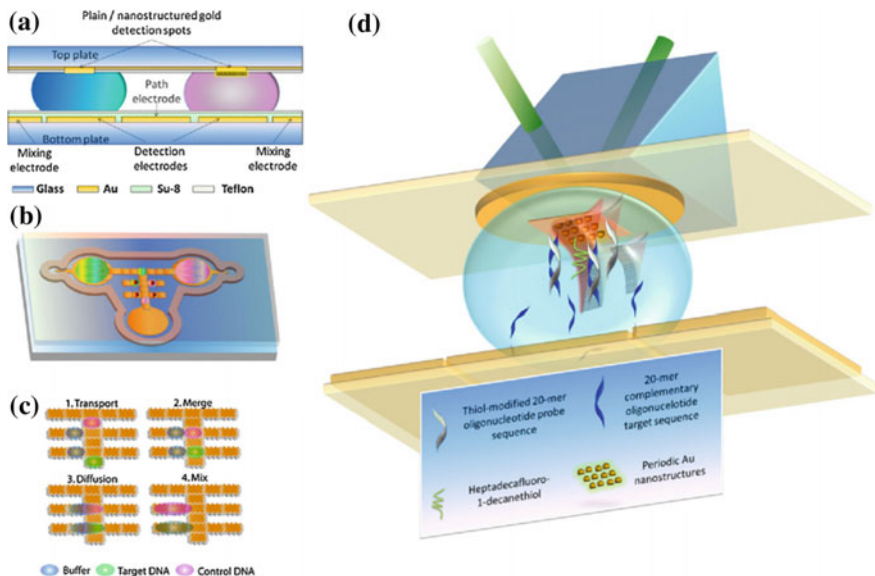 (a)
Plain / nanostructured gold
detection spots
Top plate
Path
electrode
Bottom plate
Mixing
electrode
Detection
electrodes
Mixing
electrode
Glass Au Su-8 Teflon
(b)
(c)
1.Transport 2.Merge
3.Diffusion 4.Mix
Buffer Target DNA Control DNA
(d)
Thiol-modified 20-mer
oligonucleotide probe
sequence
20-mer
complementary
oligonucelotide
target sequence
Heptadecafluoro-
1-decanethiol
Periodic Au
nanostructures